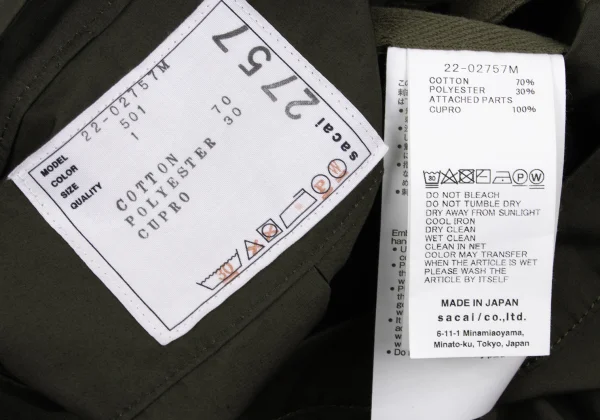 2757
sacai
MODEL 22-02757M
COLOR 501
SIZE 1
QUALITY
COTTON 70
POLYESTER 30
CUPRO
30
P W
22-02757M
COTTON 70%
POLYESTER 30%
ATTACHED PARTS
CUPRO 100%
30 P W
DO NOT BLEACH
DO NOT TUMBLE DRY
DRY AWAY FROM SUNLIGHT
COOL IRON
DRY CLEAN
WET CLEAN
CLEAN IN NET
COLOR MAY TRANSFER
WHEN THE ARTICLE IS WET
PLEASE WASH THE
ARTICLE BY ITSELF
MADE IN JAPAN
sacai/co.,ltd.
6-11-1 Minamiaoyama,
Minato-ku, Tokyo, Japan